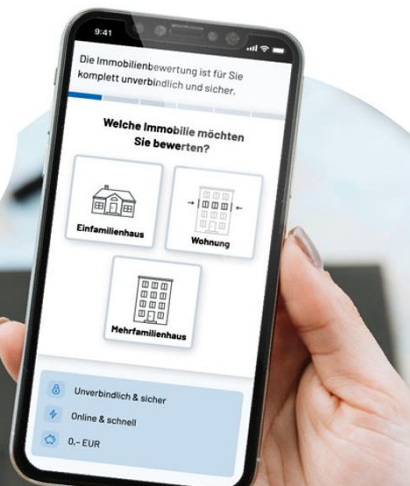 9:41
Die Immobilienbewertung ist für Sie
komplett unverbindlich und sicher.
Welche Immobilie möchten
Sie bewerten?
Einfamilienhaus
Wohnung
Mehrfamilienhaus
Unverbindlich & sicher
Online & schnell
0,- EUR